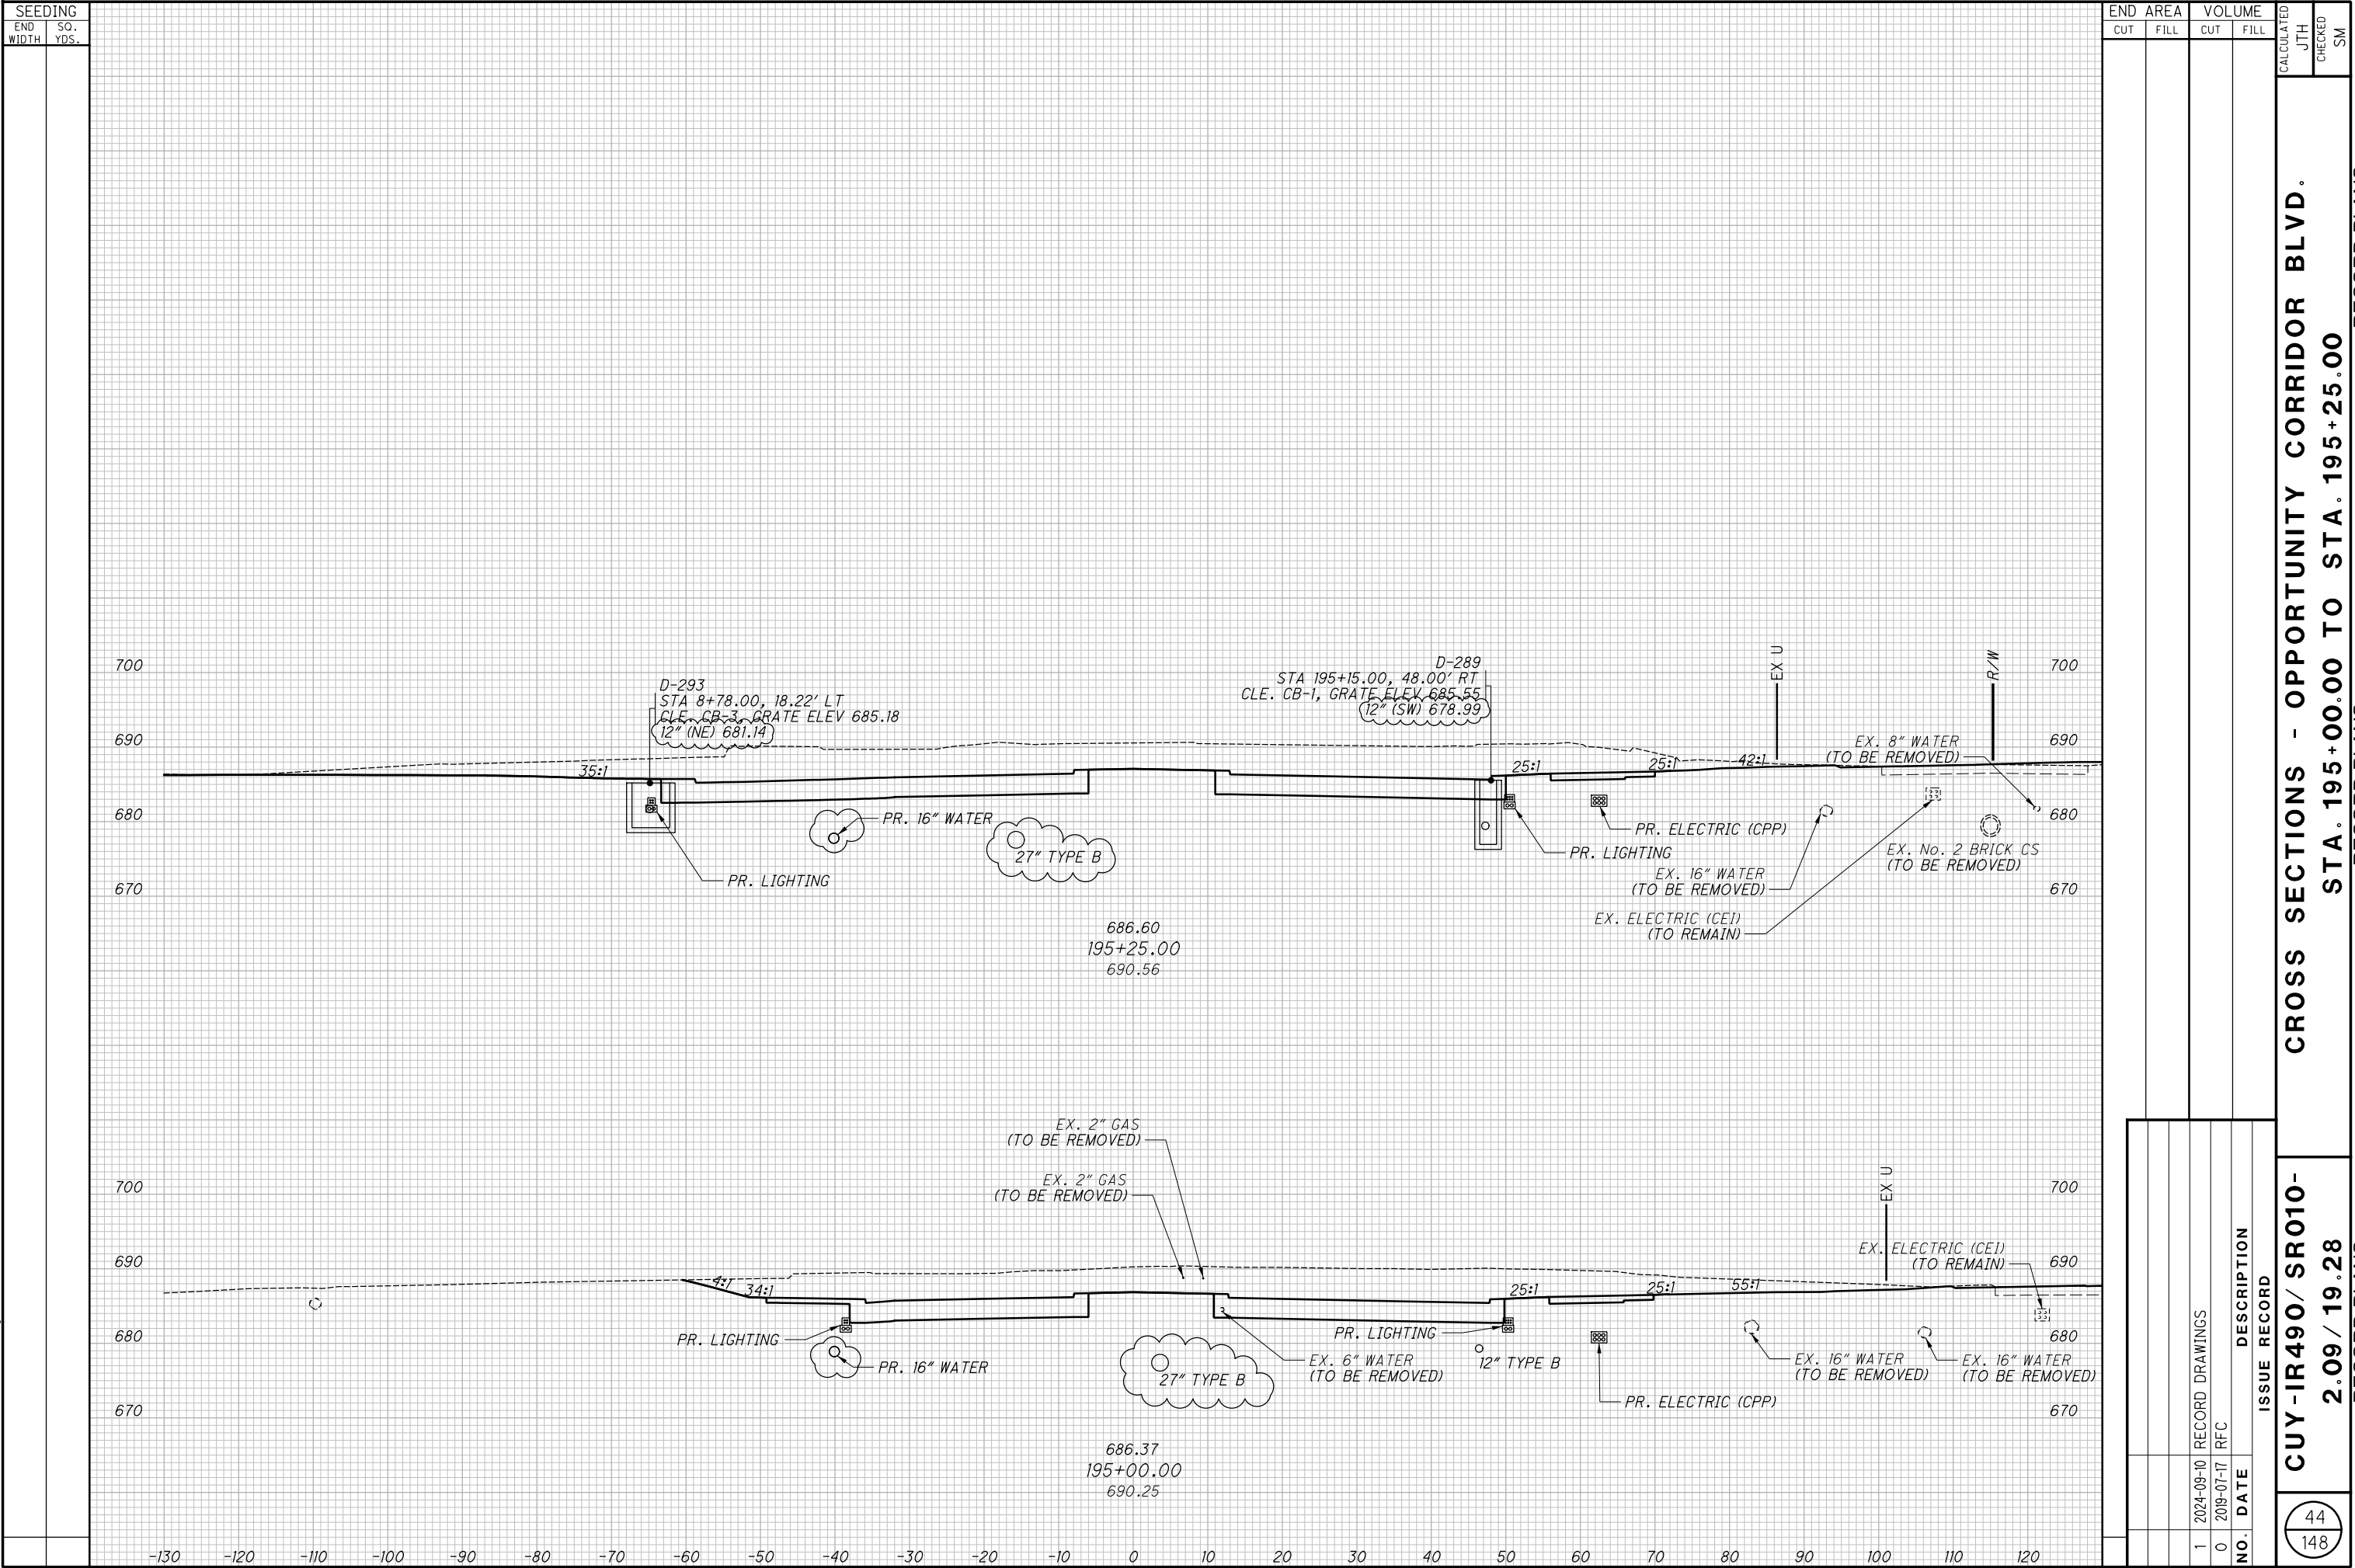 SEEDING
END WIDTH
SQ. YDS.
END AREA
VOLUME
CUT
FILL
CUT
FILL
CALCULATED
JTH
CHECKED
SM
CROSS SECTIONS - OPPORTUNITY CORRIDOR BLVD.
STA. 195+00.00 TO STA. 195+25.00
700
D-293
STA 8+78.00, 18.22' LT
CLE. CB-3, GRATE ELEV 685.18
12" (NE) 681.14
D-289
STA 195+15.00, 48.00' RT
CLE. CB-1, GRATE ELEV 685.55
12" (SW) 678.99
EX U
R/W
700
690
EX. 8" WATER
(TO BE REMOVED)
690
35:1
25:1
25:1
42:1
680
PR. 16" WATER
27" TYPE B
PR. LIGHTING
PR. LIGHTING
PR. ELECTRIC (CPP)
680
EX. No. 2 BRICK CS
(TO BE REMOVED)
EX. 16" WATER
(TO BE REMOVED)
EX. ELECTRIC (CEI)
(TO REMAIN)
670
670
686.60
195+25.00
690.56
EX. 2" GAS
(TO BE REMOVED)
EX. 2" GAS
(TO BE REMOVED)
EX U
700
700
690
EX. ELECTRIC (CEI)
(TO REMAIN)
690
4:1
34:1
25:1
25:1
55:1
680
PR. LIGHTING
PR. 16" WATER
27" TYPE B
PR. LIGHTING
EX. 6" WATER
(TO BE REMOVED)
12" TYPE B
PR. ELECTRIC (CPP)
EX. 16" WATER
(TO BE REMOVED)
EX. 16" WATER
(TO BE REMOVED)
680
670
670
686.37
195+00.00
690.25
-130 -120 -110 -100 -90 -80 -70 -60 -50 -40 -30 -20 -10 0 10 20 30 40 50 60 70 80 90 100 110 120
1 2024-09-10 RECORD DRAWINGS
0 2019-07-17 RFC
NO. DATE DESCRIPTION
ISSUE RECORD
CUY-IR490/SR010-
2.09/19.28
44
148